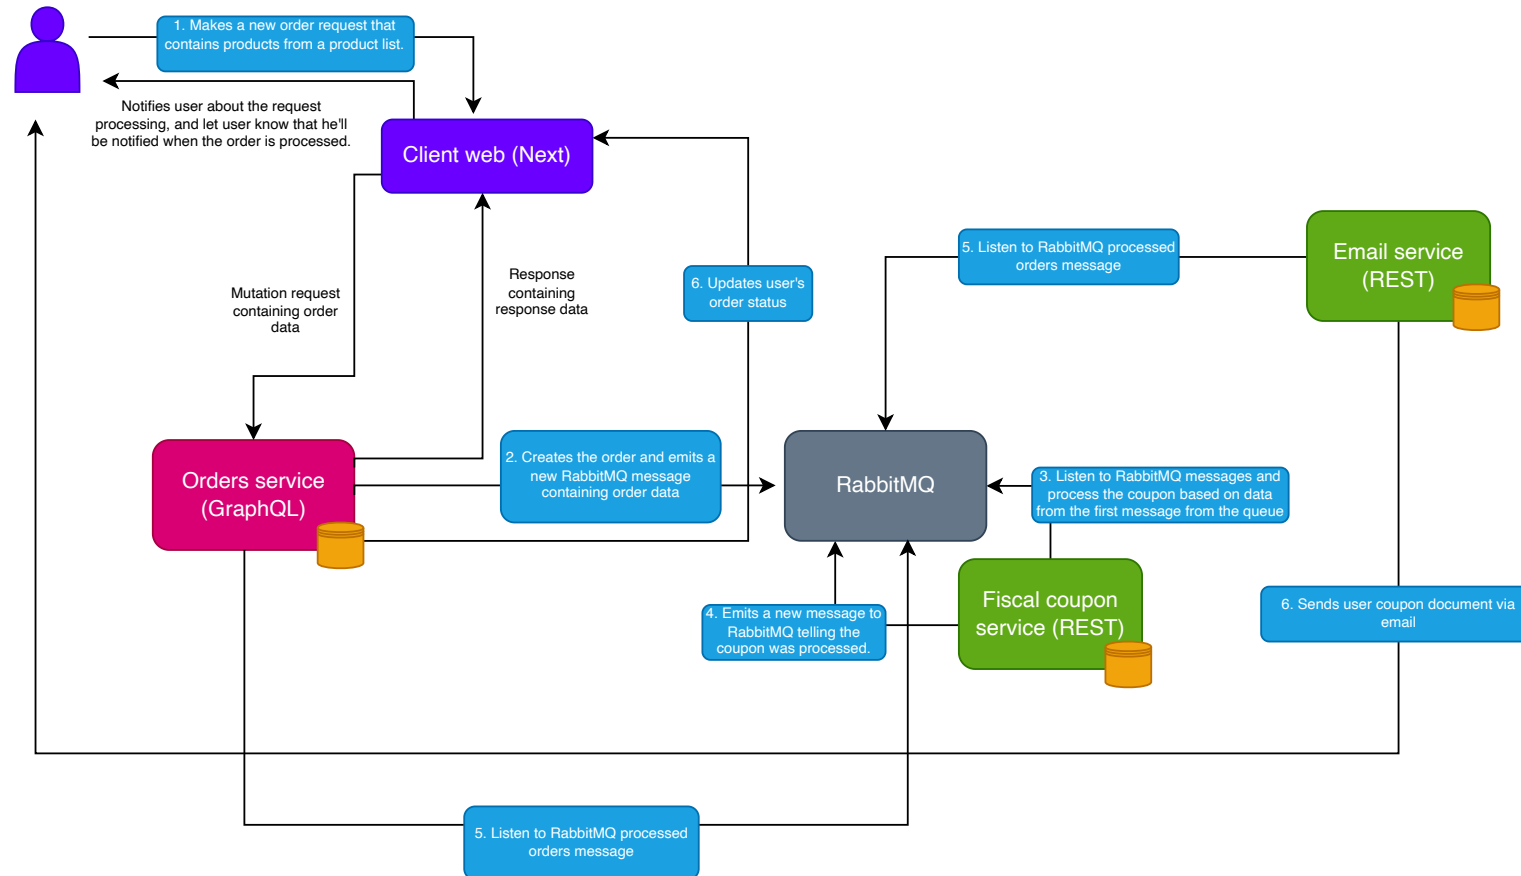 1. Makes a new order request that
contains products from a product list.
Notifies user about the request
processing, and let user know that he'll
be notified when the order is processed.
Client web (Next)
Mutation request
containing order
data
Response
containing
response data
6. Updates user's
order status
5. Listen to RabbitMQ processed
orders message
Email service
(REST)
Orders service
(GraphQL)
2. Creates the order and emits a
new RabbitMQ message
containing order data
RabbitMQ
3. Listen to RabbitMQ messages and
process the coupon based on data
from the first message from the queue
4. Emits a new message to
RabbitMQ telling the
coupon was processed.
Fiscal coupon
service (REST)
6. Sends user coupon document via
email
5. Listen to RabbitMQ processed
orders message